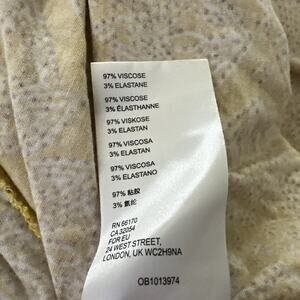 97% VISCOSE
3% ELASTANE
97% VISCOSE
3% ÉLASTHANNE
97% VISKOSE
3% ELASTAN
97% VISCOSA
3% ELASTAN
97% VISCOSA
3% ELASTANO
97% 粘胶
3% 氨纶
RN 66170
CA 32054
FOR EU
24 WEST STREET,
LONDON, UK WC2H9NA
OB1013974